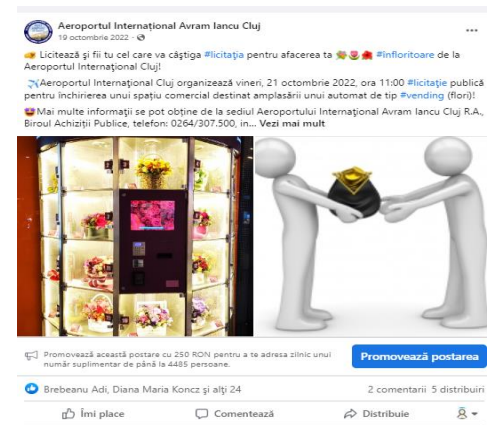 Aeroportul Internațional Avram Iancu Cluj
19 octombrie 2022 ·
Licitează și fii tu cel care va câștiga #licitația pentru afacerea ta #înfloritoare de la
Aeroportul Internațional Cluj!
Aeroportul Internațional Cluj organizează vineri, 21 octombrie 2022, ora 11:00 #licitație publică
pentru închirierea unui spațiu comercial destinat amplasării unui automat de tip #vending (flori)!
Mai multe informații se pot obține de la sediul Aeroportului Internațional Avram Iancu Cluj R.A.,
Biroul Achiziții Publice, telefon: 0264/307.500, in... Vezi mai mult
Promovează această postare cu 250 RON pentru a te adresa zilnic unui
număr suplimentar de până la 4485 persoane.
Promovează postarea
Brebeanu Adi, Diana Maria Koncz și alți 24
2 comentarii 5 distribuiri
Îmi place
Comentează
Distribuie